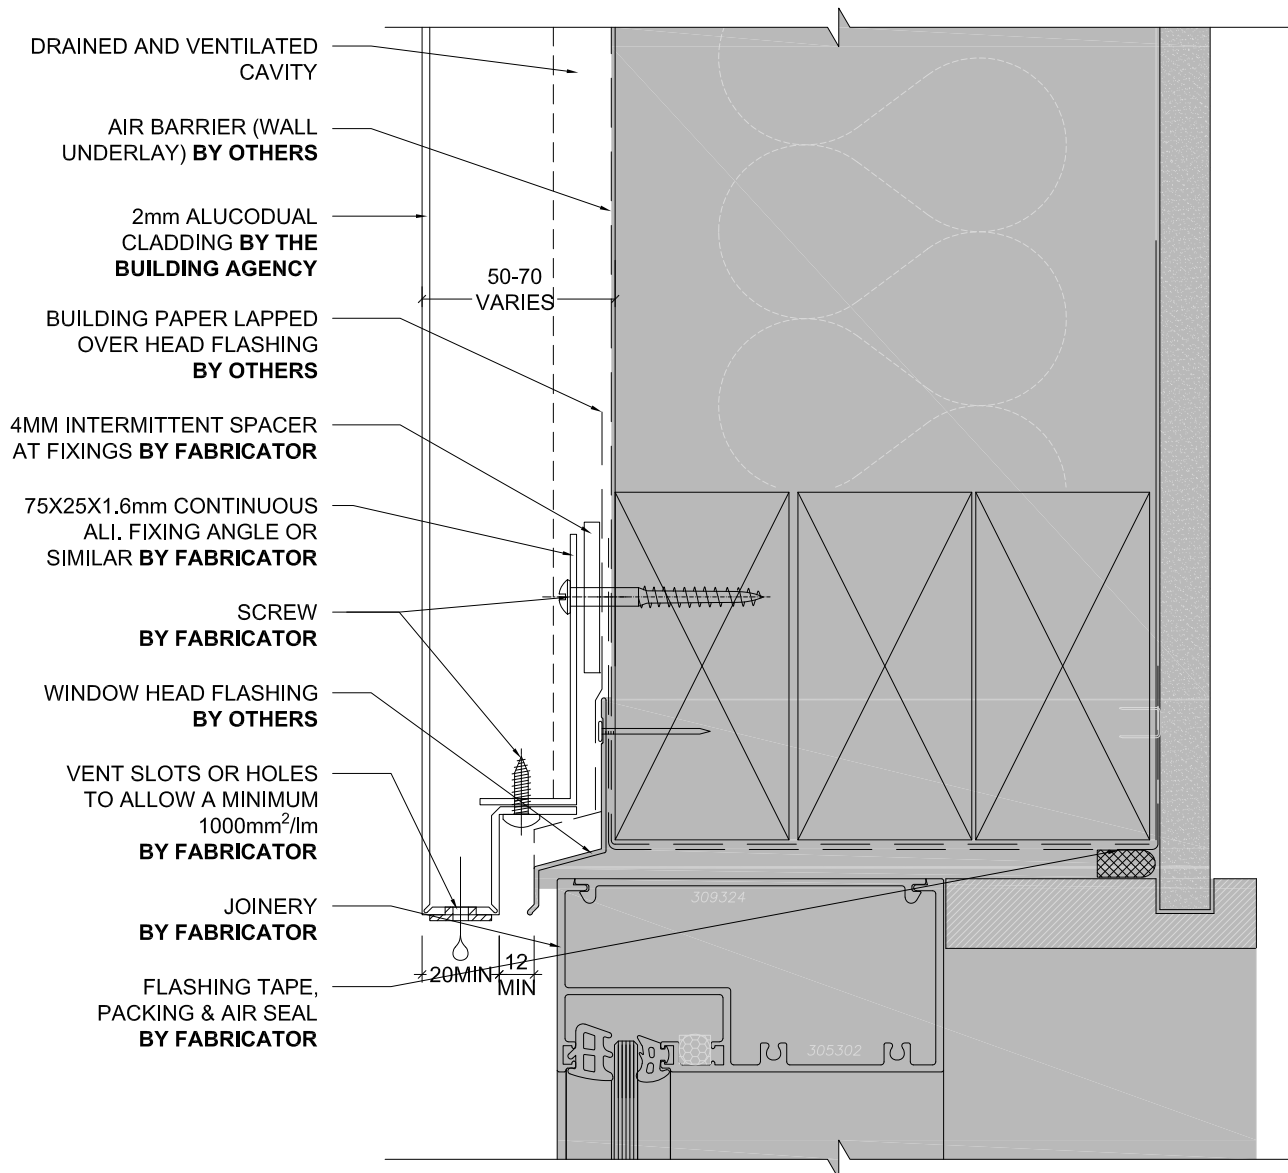 DRAINED AND VENTILATED
CAVITY
AIR BARRIER (WALL
UNDERLAY) BY OTHERS
2mm ALUCODUAL
CLADDING BY THE
BUILDING AGENCY
50-70
VARIES
BUILDING PAPER LAPPED
OVER HEAD FLASHING
BY OTHERS
4MM INTERMITTENT SPACER
AT FIXINGS BY FABRICATOR
75X25X1.6mm CONTINUOUS
ALI. FIXING ANGLE OR
SIMILAR BY FABRICATOR
SCREW
BY FABRICATOR
WINDOW HEAD FLASHING
BY OTHERS
VENT SLOTS OR HOLES
TO ALLOW A MINIMUM
1000mm²/lm
BY FABRICATOR
JOINERY
BY FABRICATOR
FLASHING TAPE,
PACKING & AIR SEAL
BY FABRICATOR
20MIN
12
MIN
309324
305302